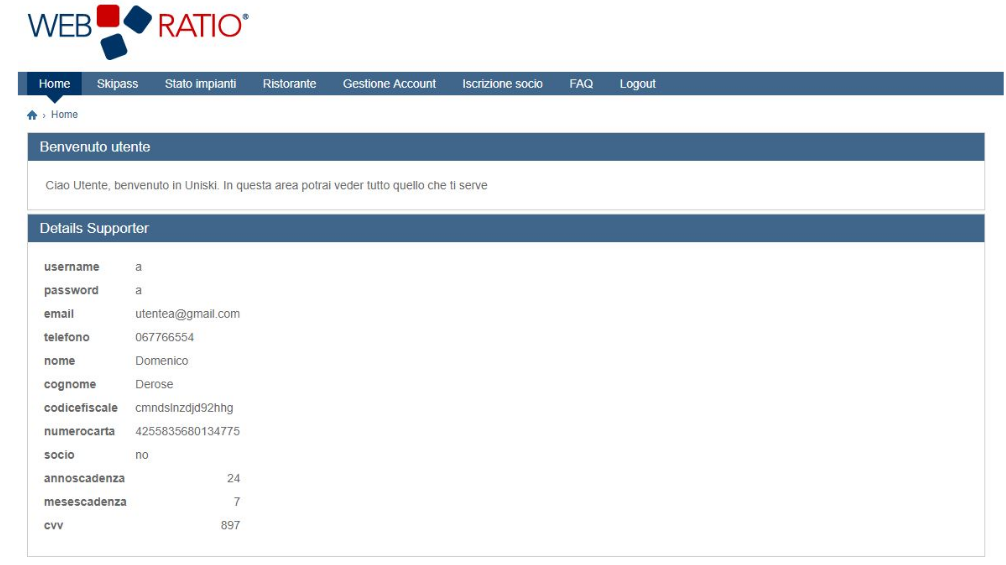 WEB RATIO®
Home Skipass Stato impianti Ristorante Gestione Account Iscrizione socio FAQ Logout
› Home
Benvenuto utente
Ciao Utente, benvenuto in Uniski. In questa area potrai veder tutto quello che ti serve
Details Supporter
username a
password a
email utentea@gmail.com
telefono 067766554
nome Domenico
cognome Derose
codicefiscale cmndslnzdjd92hhg
numerocarta 4255835680134775
socio no
annoscadenza 24
mesescadenza 7
cvv 897